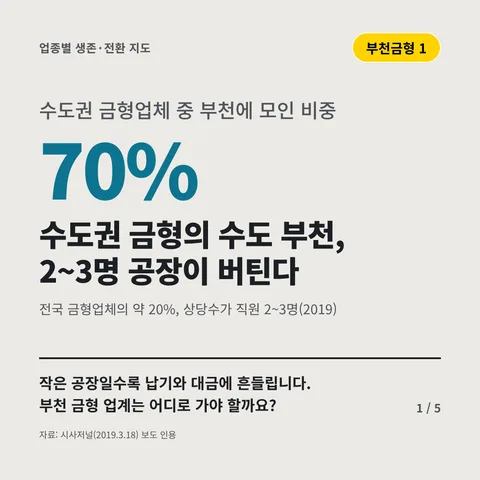 업종별 생존·전환 지도
부천금형 1
수도권 금형업체 중 부천에 모인 비중
70%
수도권 금형의 수도 부천,
2~3명 공장이 버틴다
전국 금형업체의 약 20%, 상당수가 직원 2~3명(2019)
작은 공장일수록 납기와 대금에 흔들립니다.
부천 금형 업계는 어디로 가야 할까요?
1 / 5
자료: 시사저널(2019.3.18) 보도 인용